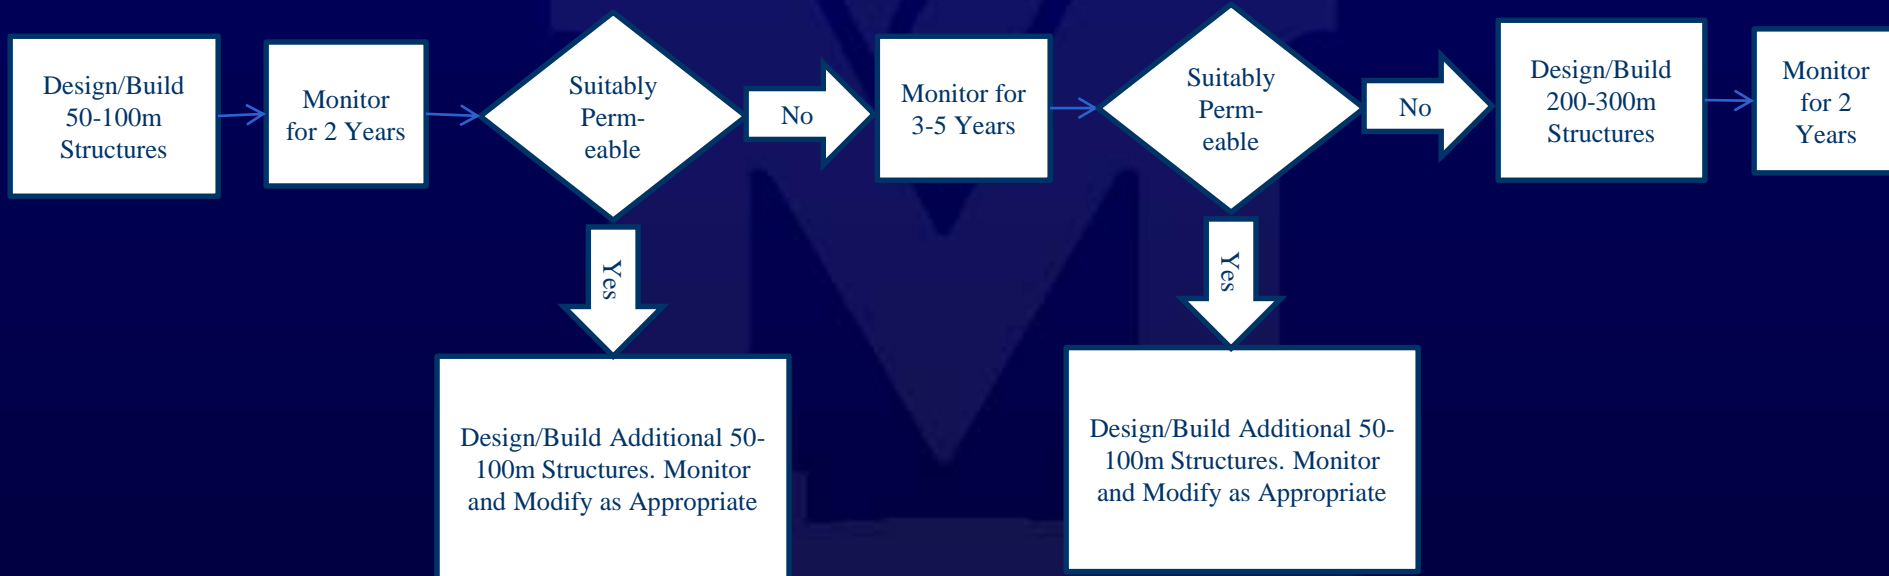 Design/Build
50-100m
Structures
Monitor
for 2 Years
Suitably
Perm-
eable
No
Monitor for
3-5 Years
Suitably
Perm-
eable
No
Design/Build
200-300m
Structures
Monitor
for 2
Years
Yes
Yes
Design/Build Additional 50-
100m Structures. Monitor
and Modify as Appropriate
Design/Build Additional 50-
100m Structures. Monitor
and Modify as Appropriate